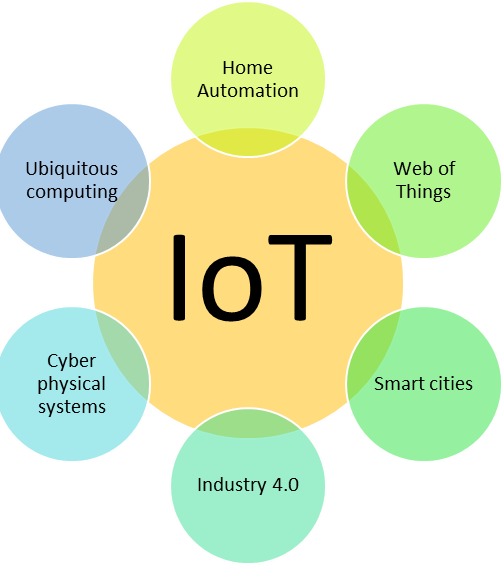 Home
Automation
Web of
Things
Smart cities
Industry 4.0
Cyber
physical
systems
Ubiquitous
computing
IoT